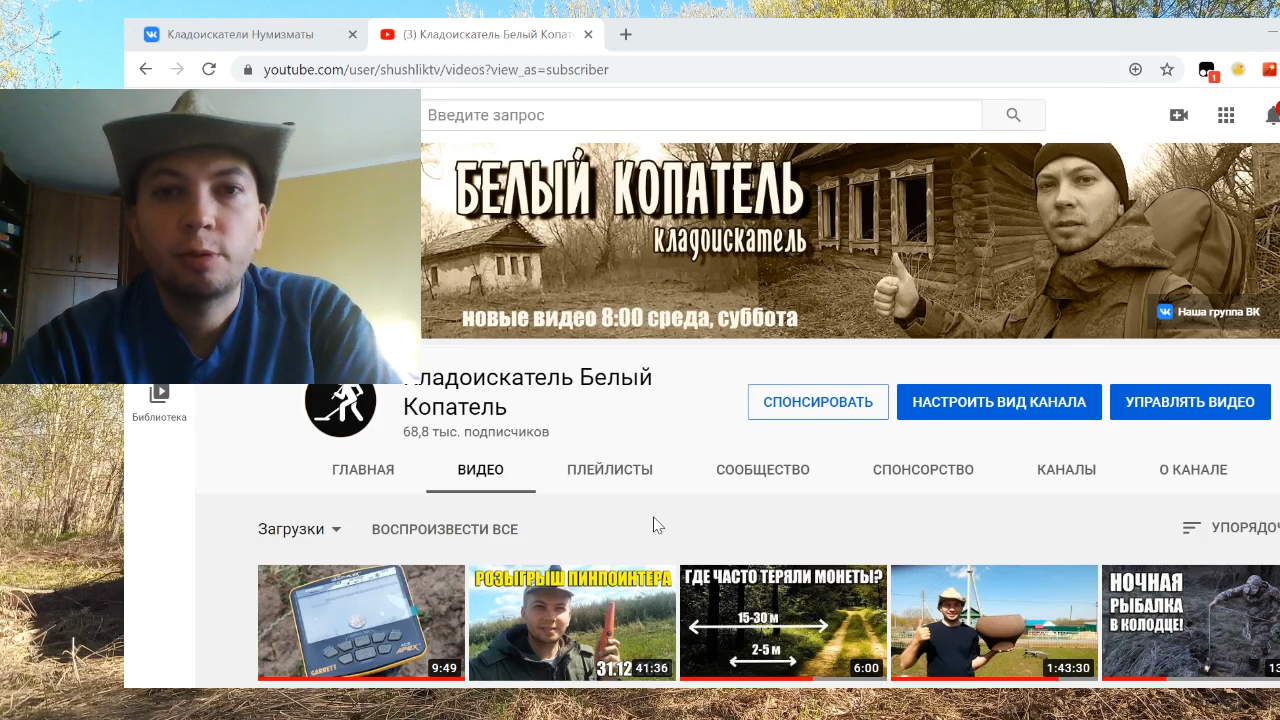 Кладоискатели Нумизматы
(3) Кладоискатель Белый Копат
youtube.com/user/shushliktv/videos?view_as=subscriber
1
Введите запрос
БЕЛЫЙ КОПАТЕЛЬ
кладоискатель
новые видео 8:00 среда, суббота
Наша группа ВК
Библиотека
Кладоискатель Белый
Копатель
68,8 тыс. подписчиков
СПОНСИРОВАТЬ
НАСТРОИТЬ ВИД КАНАЛА
УПРАВЛЯТЬ ВИДЕО
ГЛАВНАЯ
ВИДЕО
ПЛЕЙЛИСТЫ
СООБЩЕСТВО
СПОНСОРСТВО
КАНАЛЫ
О КАНАЛЕ
Загрузки
ВОСПРОИЗВЕСТИ ВСЕ
УПОРЯДОЧ
GARRETT
APEX
9:49
РОЗЫГРЫШ ПИНПОИНТЕРА
31.12
41:36
ГДЕ ЧАСТО ТЕРЯЛИ МОНЕТЫ?
15-30 м
2-5 м
6:00
1:43:30
НОЧНАЯ
РЫБАЛКА
В КОЛОДЦЕ!
13